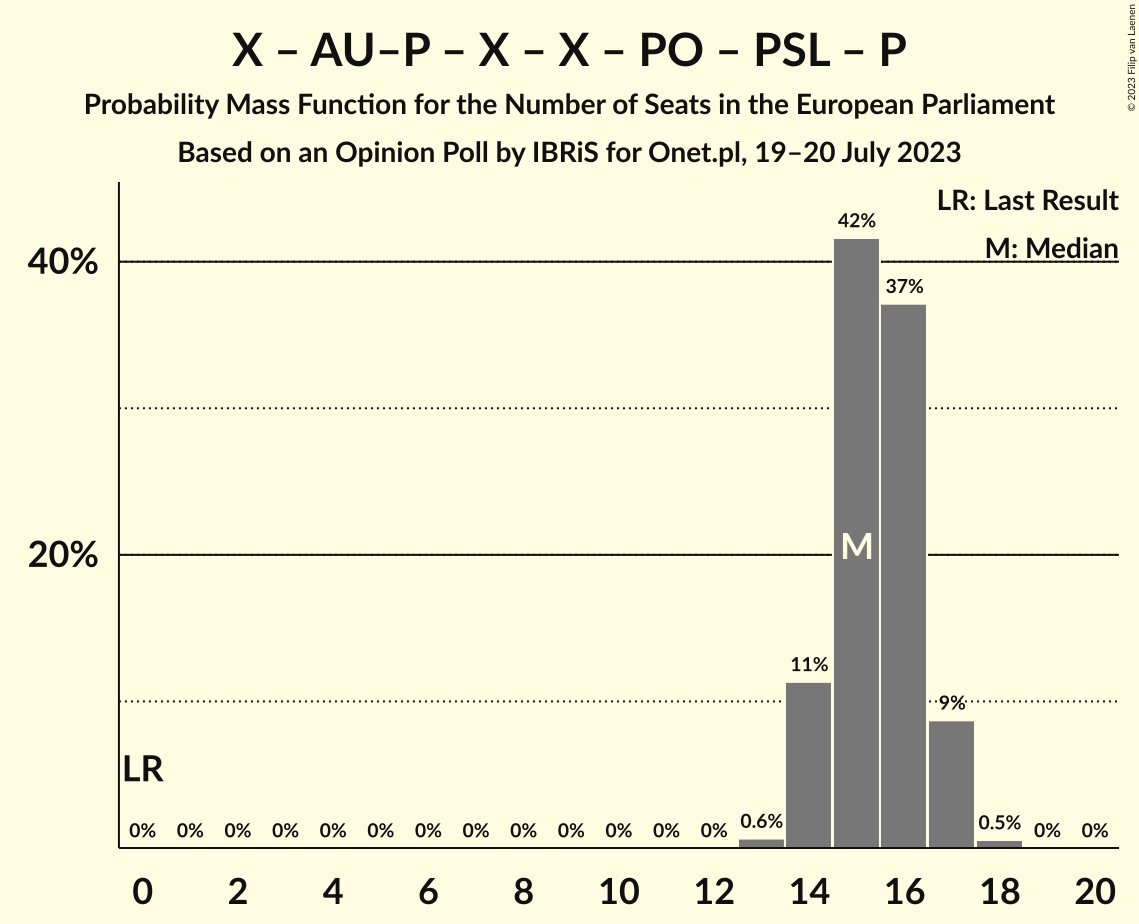 X – AU–P – X – X – PO – PSL – P
Probability Mass Function for the Number of Seats in the European Parliament
Based on an Opinion Poll by IBRiS for Onet.pl, 19–20 July 2023
© 2023 Filip van Laenen
LR: Last Result
M: Median
42%
40%
37%
20%
M
11%
9%
LR
0% 0% 0% 0% 0% 0% 0% 0% 0% 0% 0% 0% 0% 0.6% 0.5% 0% 0%
0 2 4 6 8 10 12 14 16 18 20